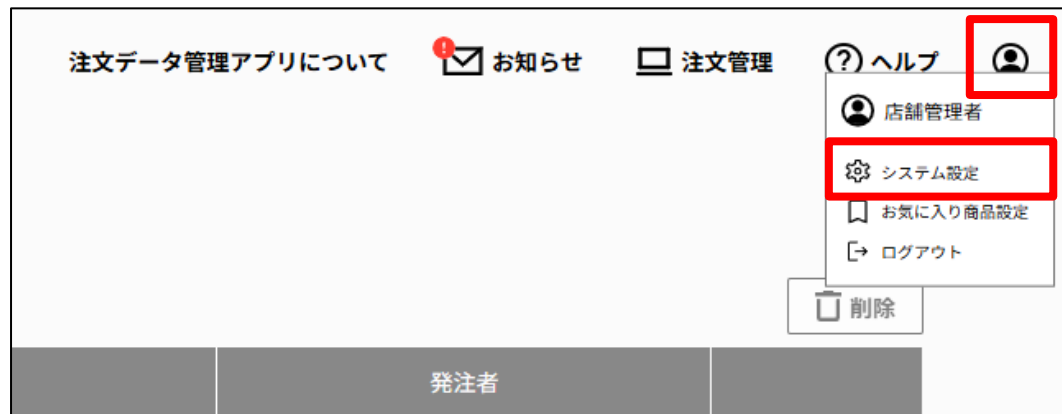 注文データ管理アプリについて ! お知らせ 注文管理 ? ヘルプ
店舗管理者
システム設定
お気に入り商品設定
ログアウト
削除
発注者